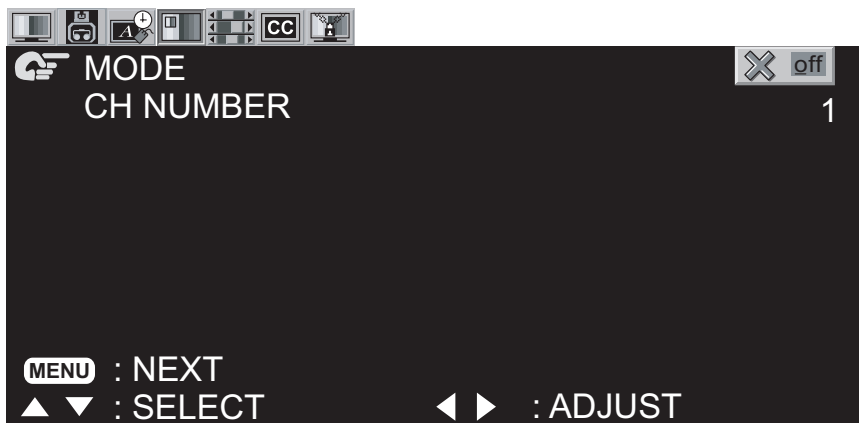 CC
MODE off
CH NUMBER 1
MENU : NEXT
▲ ▼ : SELECT ◀ ▶ : ADJUST